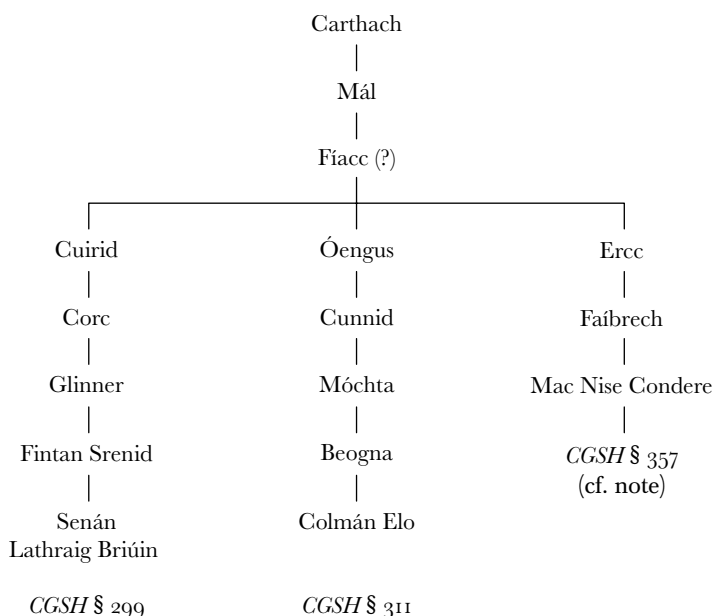 Carthach
Mál
Fíacc (?)
Cuirid Óengus Ercc
Corc Cunnid Faíbrech
Glinner Móchta Mac Nise Condere
Fintan Srenid Beogna CGSH § 357
(cf. note)
Senán Colmán Elo
Lathraig Briúin
CGSH § 299 CGSH § 311